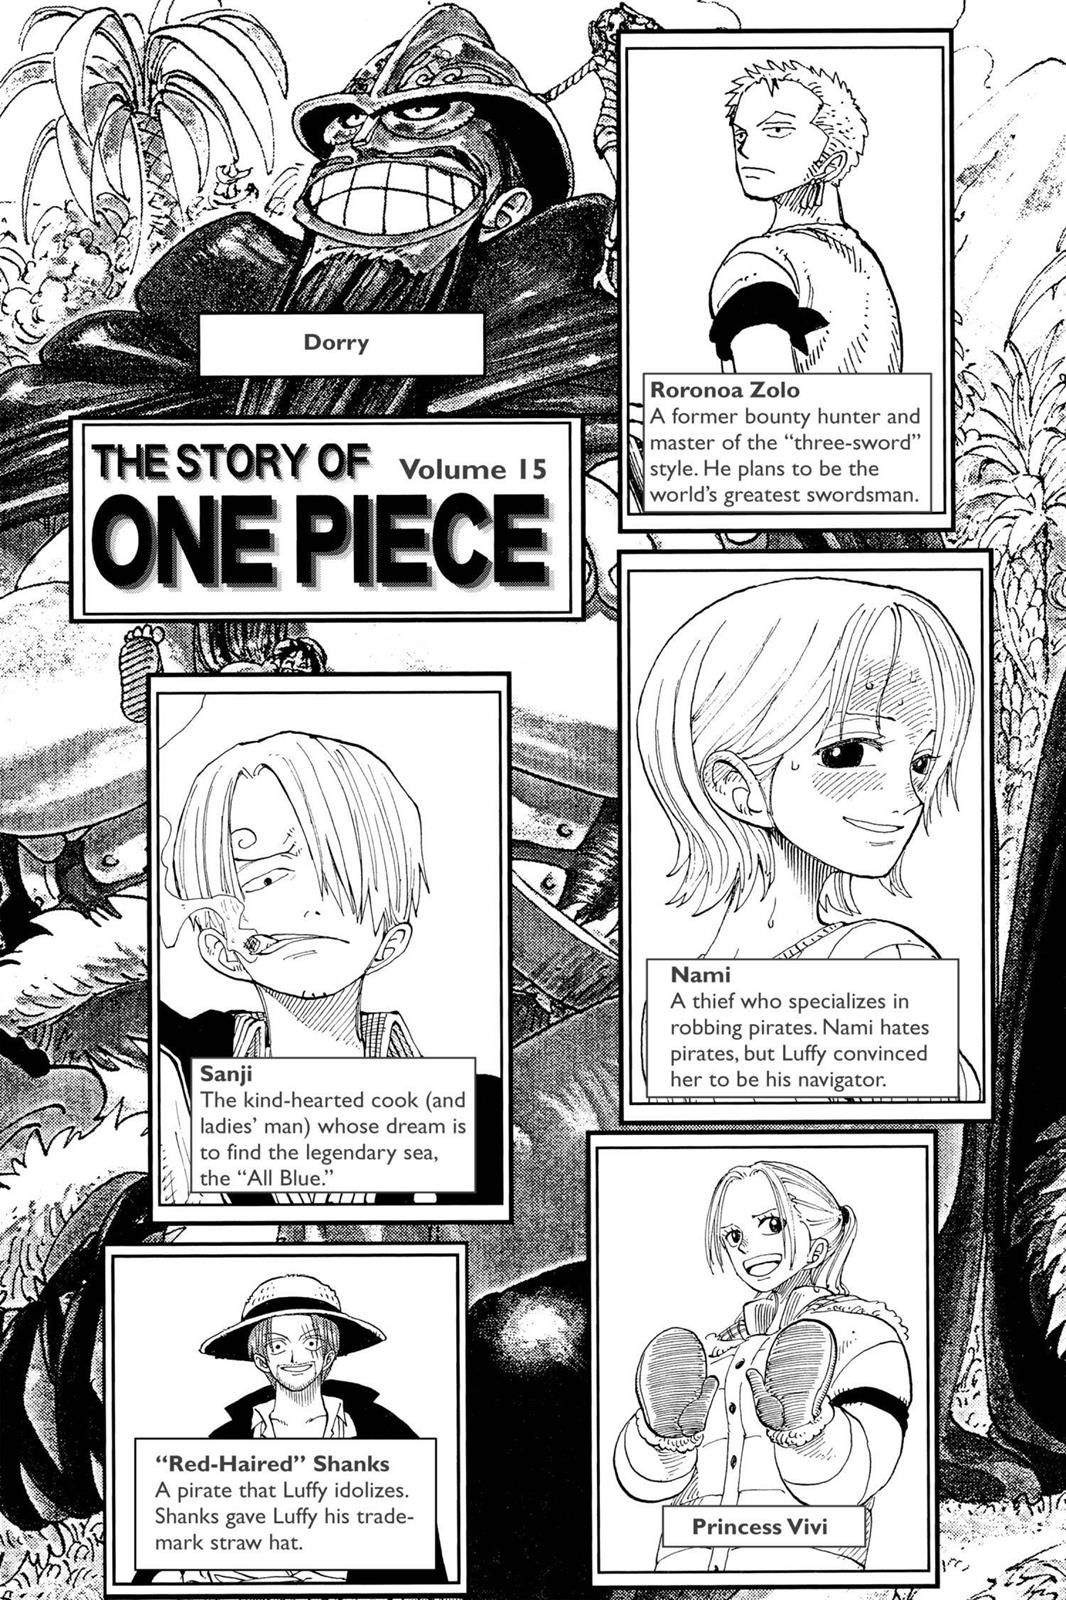 Dorry
Roronoa Zolo
A former bounty hunter and
master of the “three-sword”
style. He plans to be the
world’s greatest swordsman.
THE STORY OF
Volume 15
ONE PIECE
Nami
A thief who specializes in
robbing pirates. Nami hates
pirates, but Luffy convinced
her to be his navigator.
Sanji
The kind-hearted cook (and
ladies’ man) whose dream is
to find the legendary sea,
the “All Blue.”
“Red-Haired” Shanks
A pirate that Luffy idolizes.
Shanks gave Luffy his trade-
mark straw hat.
Princess Vivi